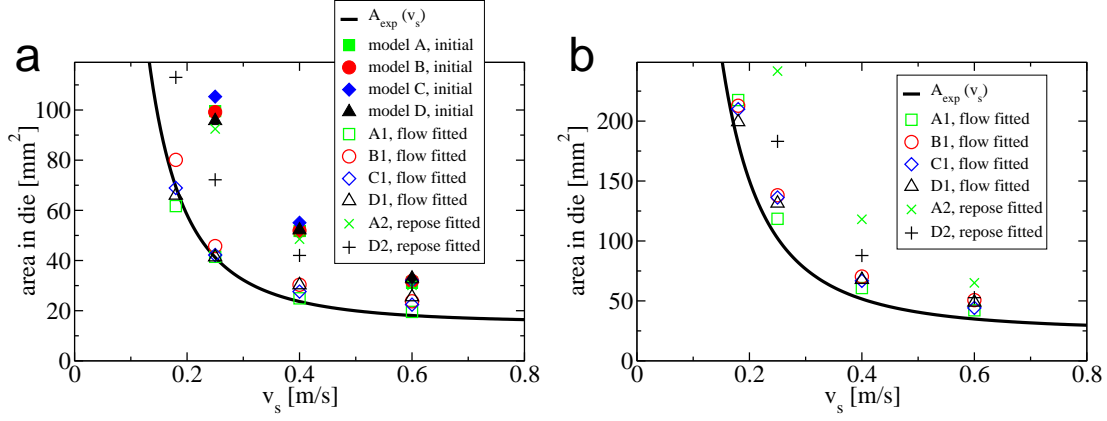 a
A_exp (v_s)
model A, initial
model B, initial
model C, initial
model D, initial
A1, flow fitted
B1, flow fitted
C1, flow fitted
D1, flow fitted
A2, repose fitted
D2, repose fitted
area in die [mm²]
100
80
60
40
20
0
0 0.2 0.4 0.6 0.8
v_s [m/s]
b
A_exp (v_s)
A1, flow fitted
B1, flow fitted
C1, flow fitted
D1, flow fitted
A2, repose fitted
D2, repose fitted
area in die [mm²]
200
150
100
50
0
0 0.2 0.4 0.6 0.8
v_s [m/s]